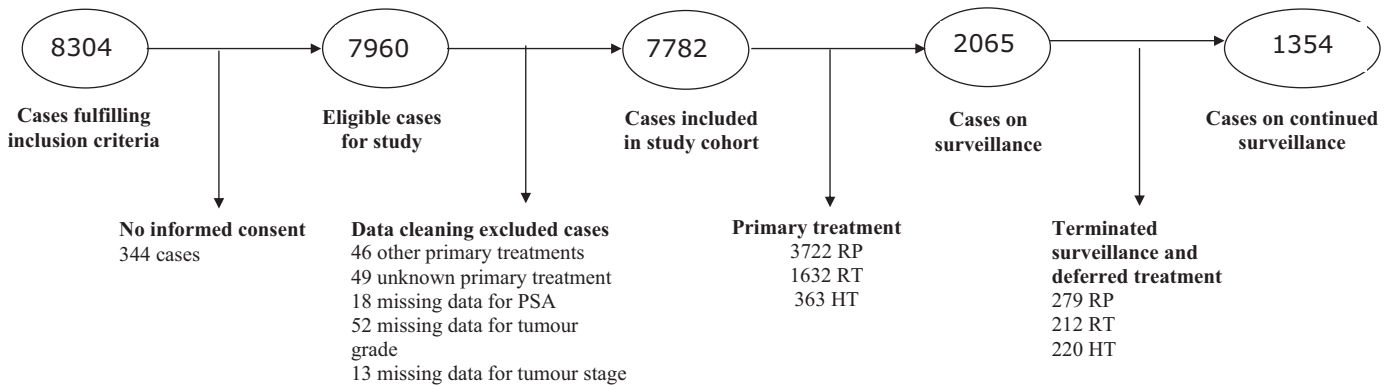 8304
7960
7782
2065
1354
Cases fulfilling
inclusion criteria
Eligible cases
for study
Cases included
in study cohort
Cases on
surveillance
Cases on continued
surveillance
No informed consent
344 cases
Data cleaning excluded cases
46 other primary treatments
49 unknown primary treatment
18 missing data for PSA
52 missing data for tumour
grade
13 missing data for tumour stage
Primary treatment
3722 RP
1632 RT
363 HT
Terminated
surveillance and
deferred treatment
279 RP
212 RT
220 HT